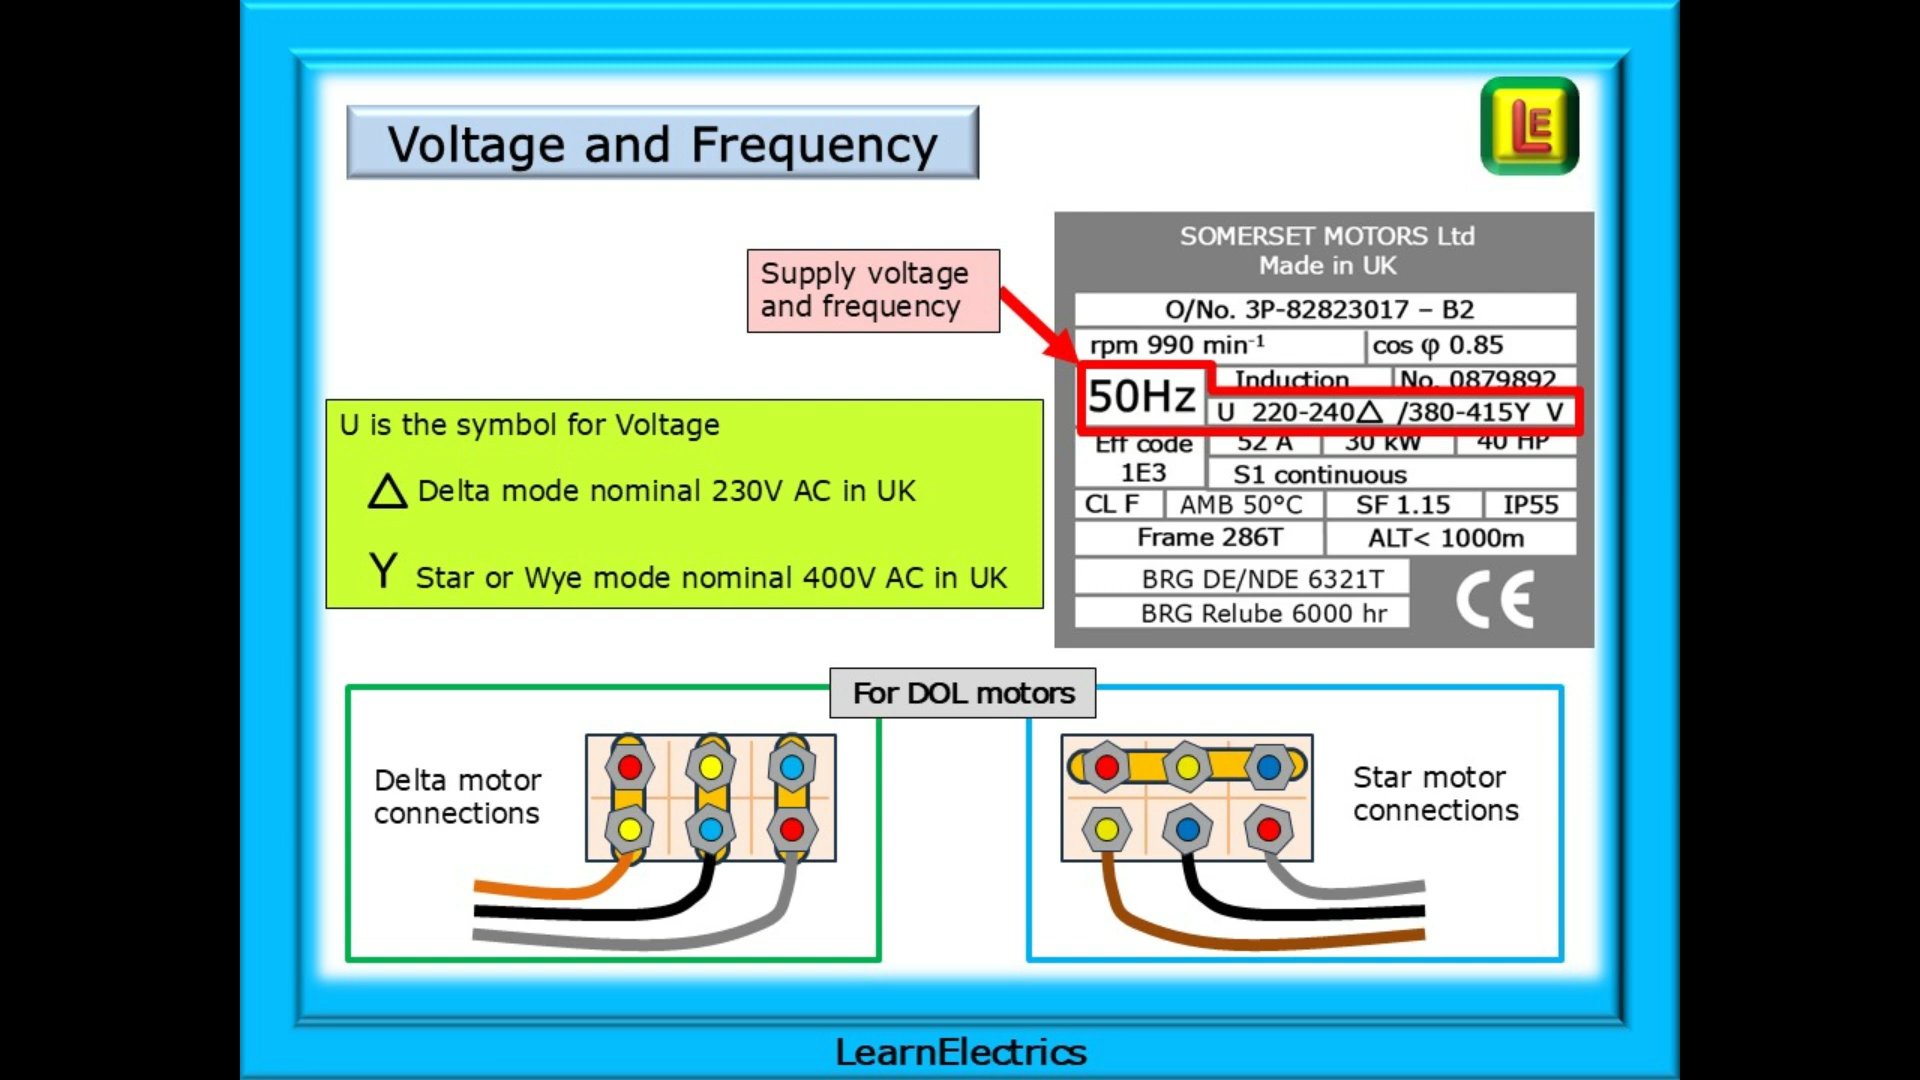 Voltage and Frequency
LE
Supply voltage
and frequency
SOMERSET MOTORS Ltd
Made in UK
O/No. 3P-82823017 – B2
rpm 990 min⁻¹ cos φ 0.85
50Hz
Induction No. 0879892
U 220-240△ /380-415Y V
Eff code
1E3
52 A 30 kW 40 HP
S1 continuous
CL F AMB 50°C SF 1.15 IP55
Frame 286T ALT< 1000m
BRG DE/NDE 6321T
BRG Relube 6000 hr
CE
U is the symbol for Voltage
△ Delta mode nominal 230V AC in UK
Y Star or Wye mode nominal 400V AC in UK
For DOL motors
Delta motor
connections
Star motor
connections
LearnElectrics